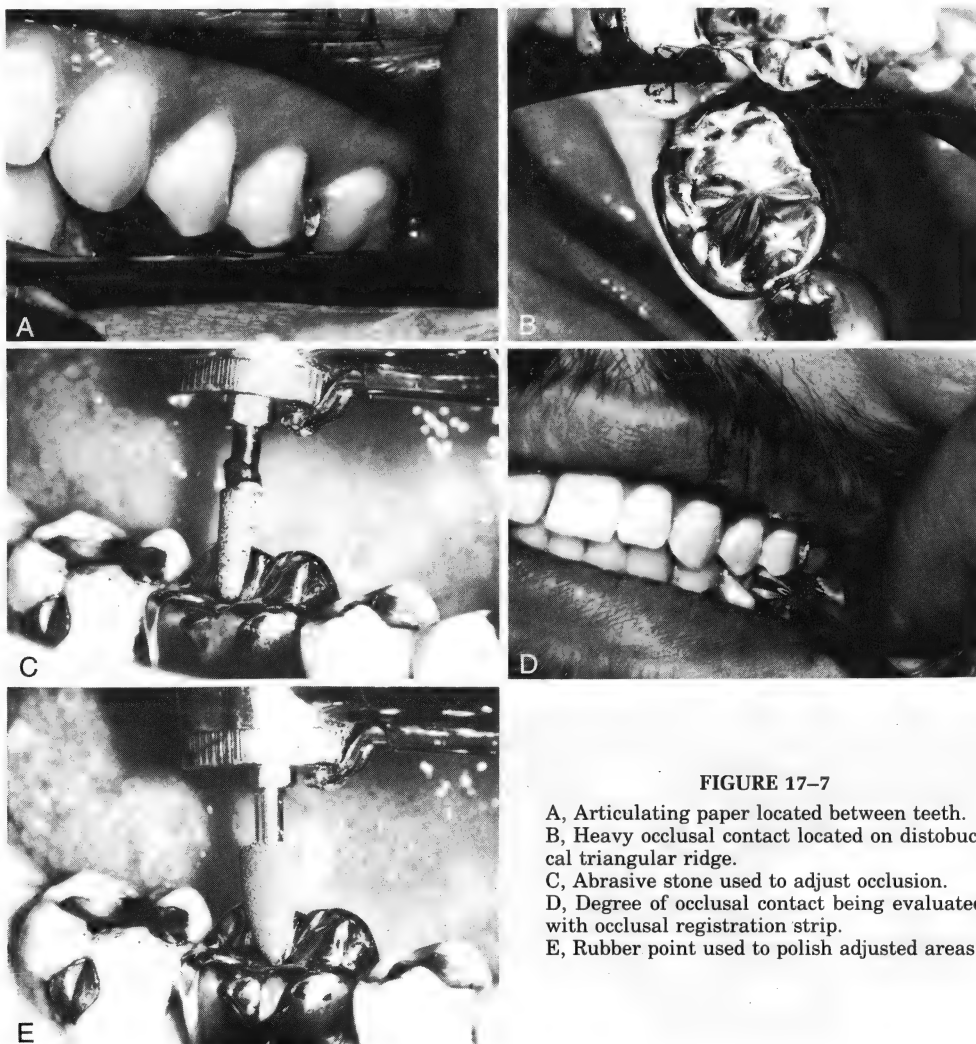 A
B
C
D
E
FIGURE 17–7
A, Articulating paper located between teeth.
B, Heavy occlusal contact located on distobuc-
cal triangular ridge.
C, Abrasive stone used to adjust occlusion.
D, Degree of occlusal contact being evaluated
with occlusal registration strip.
E, Rubber point used to polish adjusted areas